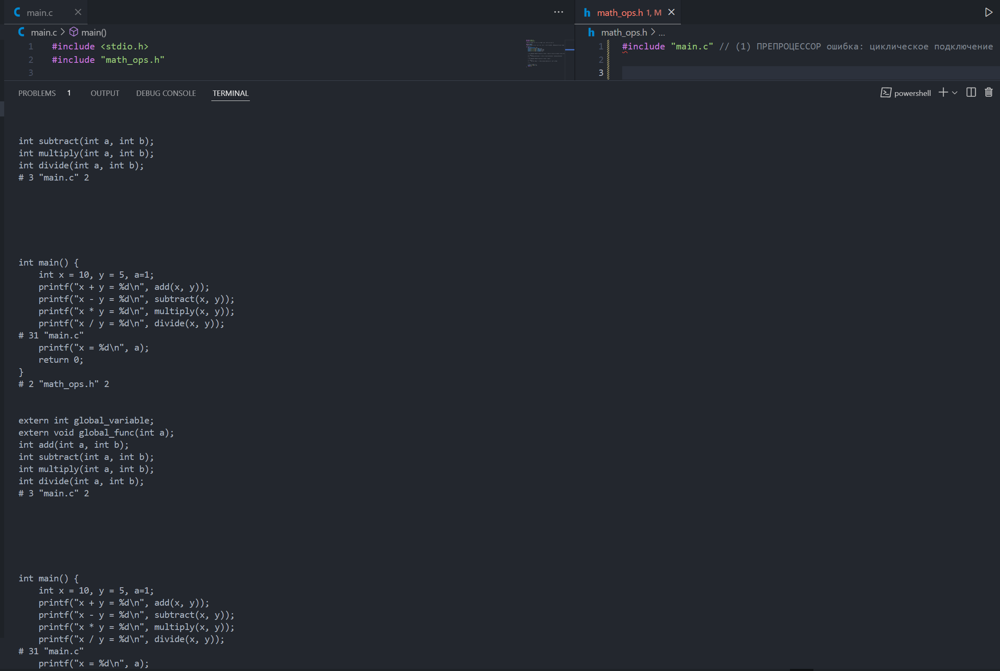 main.c
math_ops.h 1, M
main.c > main()
math_ops.h > ...
1 #include <stdio.h>
2 #include "math_ops.h"
3
1 #include "main.c" // (1) ПРЕПРОЦЕССОР ошибка: циклическое подключение
2
3
PROBLEMS 1 OUTPUT DEBUG CONSOLE TERMINAL
powershell
int subtract(int a, int b);
int multiply(int a, int b);
int divide(int a, int b);
# 3 "main.c" 2
int main() {
    int x = 10, y = 5, a=1;
    printf("x + y = %d\n", add(x, y));
    printf("x - y = %d\n", subtract(x, y));
    printf("x * y = %d\n", multiply(x, y));
    printf("x / y = %d\n", divide(x, y));
# 31 "main.c"
    printf("x = %d\n", a);
    return 0;
}
# 2 "math_ops.h" 2
extern int global_variable;
extern void global_func(int a);
int add(int a, int b);
int subtract(int a, int b);
int multiply(int a, int b);
int divide(int a, int b);
# 3 "main.c" 2
int main() {
    int x = 10, y = 5, a=1;
    printf("x + y = %d\n", add(x, y));
    printf("x - y = %d\n", subtract(x, y));
    printf("x * y = %d\n", multiply(x, y));
    printf("x / y = %d\n", divide(x, y));
# 31 "main.c"
    printf("x = %d\n", a);